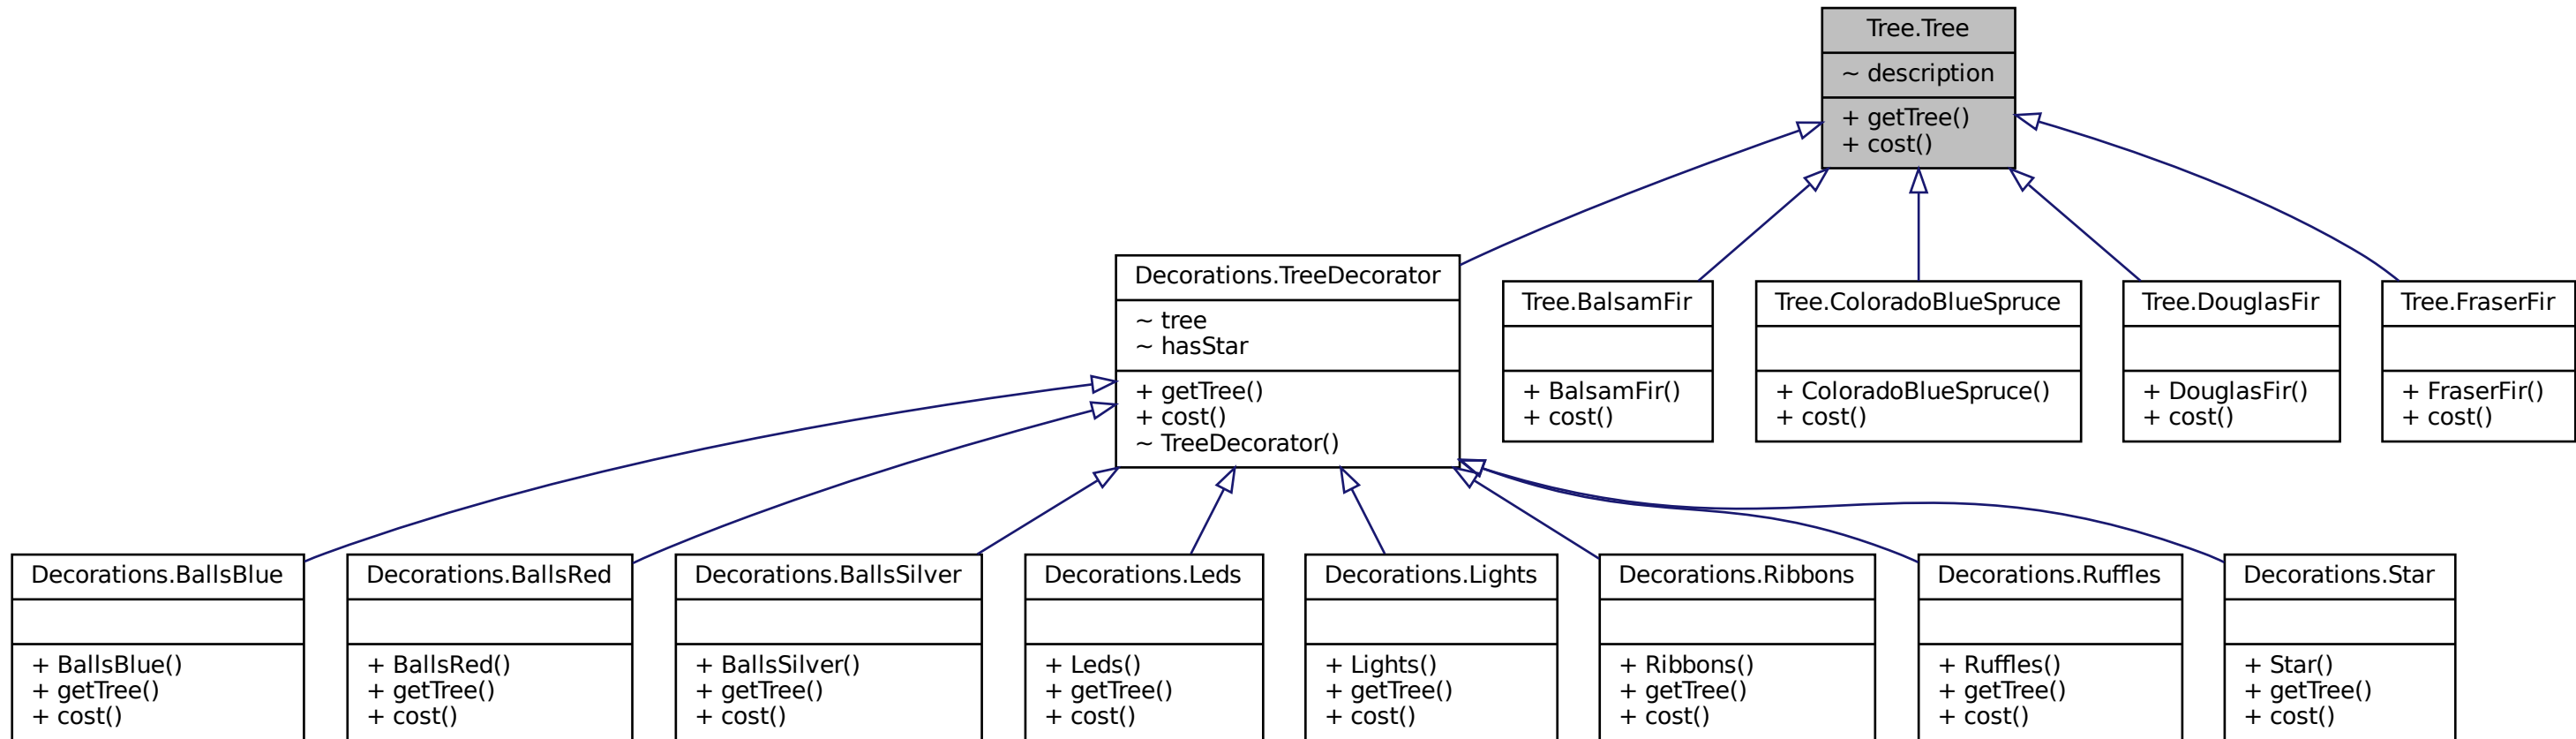 Tree.Tree
~ description
+ getTree()
+ cost()
Decorations.TreeDecorator
~ tree
~ hasStar
+ getTree()
+ cost()
~ TreeDecorator()
Tree.BalsamFir
+ BalsamFir()
+ cost()
Tree.ColoradoBlueSpruce
+ ColoradoBlueSpruce()
+ cost()
Tree.DouglasFir
+ DouglasFir()
+ cost()
Tree.FraserFir
+ FraserFir()
+ cost()
Decorations.BallsBlue
+ BallsBlue()
+ getTree()
+ cost()
Decorations.BallsRed
+ BallsRed()
+ getTree()
+ cost()
Decorations.BallsSilver
+ BallsSilver()
+ getTree()
+ cost()
Decorations.Leds
+ Leds()
+ getTree()
+ cost()
Decorations.Lights
+ Lights()
+ getTree()
+ cost()
Decorations.Ribbons
+ Ribbons()
+ getTree()
+ cost()
Decorations.Ruffles
+ Ruffles()
+ getTree()
+ cost()
Decorations.Star
+ Star()
+ getTree()
+ cost()